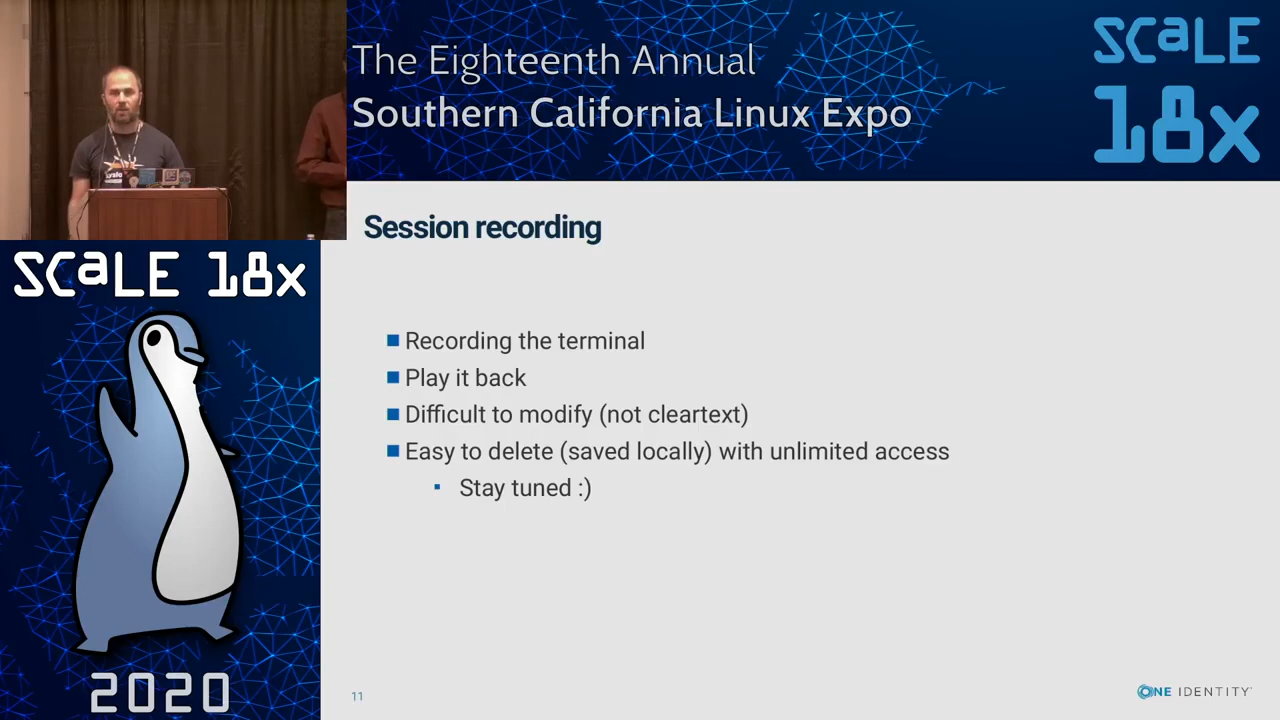 The Eighteenth Annual
Southern California Linux Expo
SCaLE
18x
Session recording
SCaLE 18x
Recording the terminal
Play it back
Difficult to modify (not cleartext)
Easy to delete (saved locally) with unlimited access
Stay tuned :)
2020
11
ONE IDENTITY